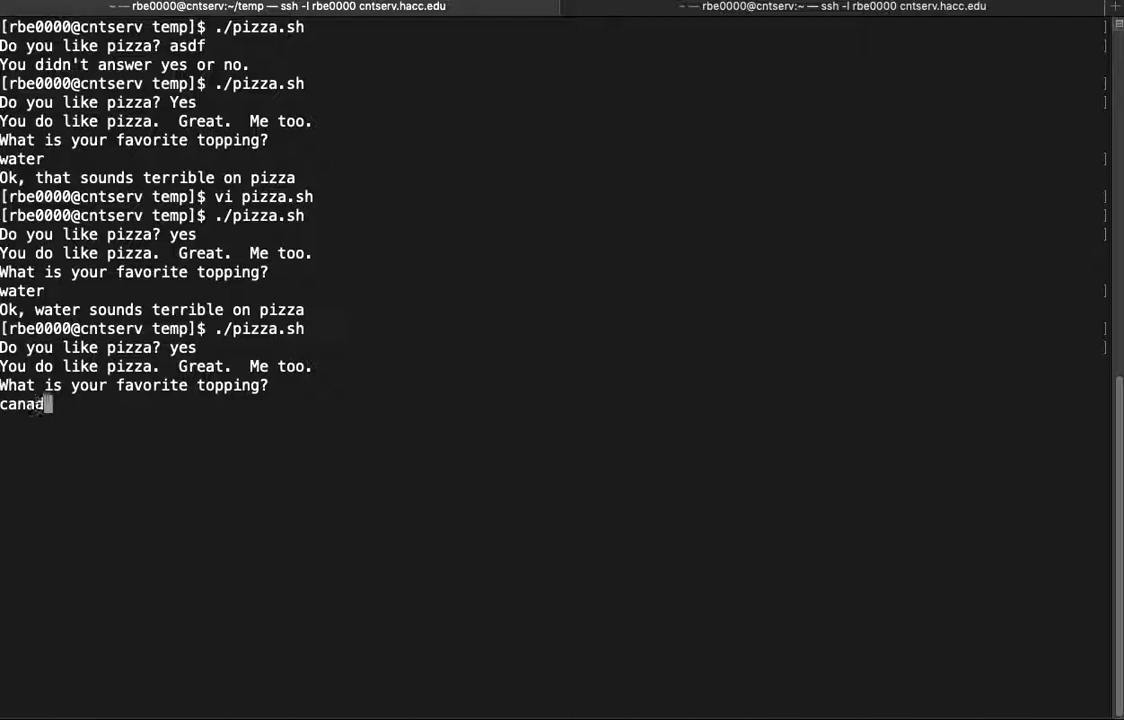 rbe0000@cntserv:~/temp — ssh -l rbe0000 cntserv.hacc.edu
rbe0000@cntserv:~ — ssh -l rbe0000 cntserv.hacc.edu
[rbe0000@cntserv temp]$ ./pizza.sh
Do you like pizza? asdf
You didn't answer yes or no.
[rbe0000@cntserv temp]$ ./pizza.sh
Do you like pizza? Yes
You do like pizza.  Great.  Me too.
What is your favorite topping?
water
Ok, that sounds terrible on pizza
[rbe0000@cntserv temp]$ vi pizza.sh
[rbe0000@cntserv temp]$ ./pizza.sh
Do you like pizza? yes
You do like pizza.  Great.  Me too.
What is your favorite topping?
water
Ok, water sounds terrible on pizza
[rbe0000@cntserv temp]$ ./pizza.sh
Do you like pizza? yes
You do like pizza.  Great.  Me too.
What is your favorite topping?